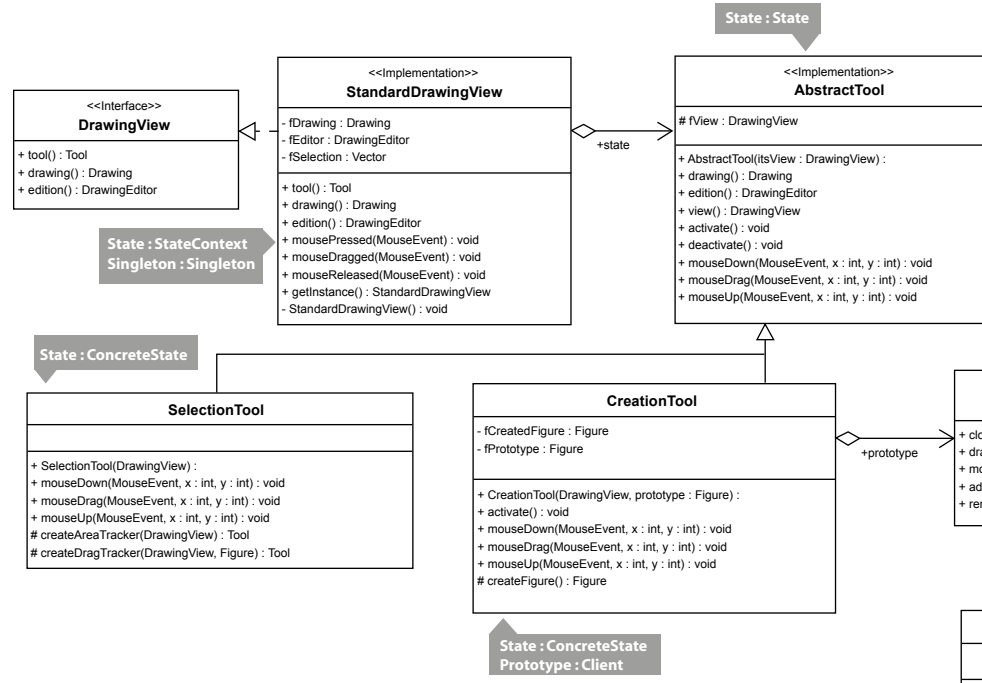 State : State
<<Interface>>
DrawingView
+ tool() : Tool
+ drawing() : Drawing
+ edition() : DrawingEditor
<<Implementation>>
StandardDrawingView
- fDrawing : Drawing
- fEditor : DrawingEditor
- fSelection : Vector
+ tool() : Tool
+ drawing() : Drawing
+ edition() : DrawingEditor
+ mousePressed(MouseEvent) : void
+ mouseDragged(MouseEvent) : void
+ mouseReleased(MouseEvent) : void
+ getInstance() : StandardDrawingView
- StandardDrawingView() : void
+state
<<Implementation>>
AbstractTool
# fView : DrawingView
+ AbstractTool(itsView : DrawingView) :
+ drawing() : Drawing
+ edition() : DrawingEditor
+ view() : DrawingView
+ activate() : void
+ deactivate() : void
+ mouseDown(MouseEvent, x : int, y : int) : void
+ mouseDrag(MouseEvent, x : int, y : int) : void
+ mouseUp(MouseEvent, x : int, y : int) : void
State : StateContext
Singleton : Singleton
State : ConcreteState
SelectionTool
+ SelectionTool(DrawingView) :
+ mouseDown(MouseEvent, x : int, y : int) : void
+ mouseDrag(MouseEvent, x : int, y : int) : void
+ mouseUp(MouseEvent, x : int, y : int) : void
# createAreaTracker(DrawingView) : Tool
# createDragTracker(DrawingView, Figure) : Tool
CreationTool
- fCreatedFigure : Figure
- fPrototype : Figure
+ CreationTool(DrawingView, prototype : Figure) :
+ activate() : void
+ mouseDown(MouseEvent, x : int, y : int) : void
+ mouseDrag(MouseEvent, x : int, y : int) : void
+ mouseUp(MouseEvent, x : int, y : int) : void
# createFigure() : Figure
+prototype
State : ConcreteState
Prototype : Client